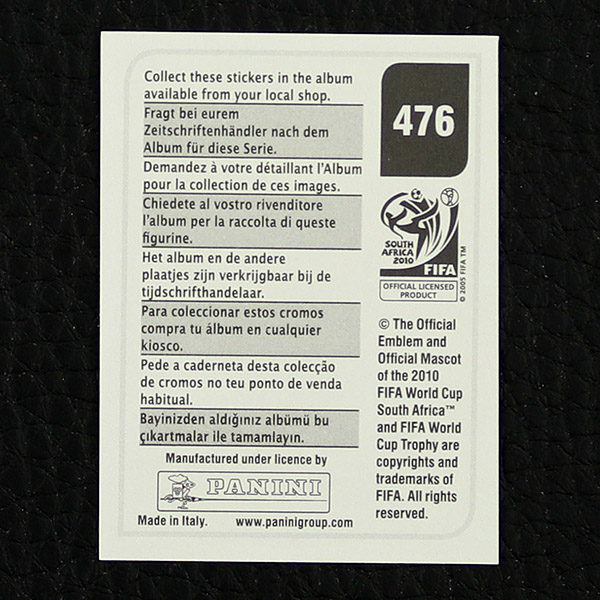 Collect these stickers in the album
available from your local shop.
Fragt bei eurem
Zeitschriftenhändler nach dem
Album für diese Serie.
Demandez à votre détaillant l'Album
pour la collection de ces images.
Chiedete al vostro rivenditore
l'album per la raccolta di queste
figurine.
Het album en de andere
plaatjes zijn verkrijgbaar bij de
tijdschrifthandelaar.
Para coleccionar estos cromos
compra tu álbum en cualquier
kiosco.
Pede a caderneta desta colecção
de cromos no teu ponto de venda
habitual.
Bayinizden aldığınız albümü bu
çıkartmalar ile tamamlayın.
Manufactured under licence by
PANINI
Made in Italy. www.paninigroup.com
476
SOUTH
AFRICA
2010
FIFA
OFFICIAL LICENSED
PRODUCT
© 2005 FIFA TM
© The Official
Emblem and
Official Mascot
of the 2010
FIFA World Cup
South Africa™
and FIFA World
Cup Trophy are
copyrights and
trademarks of
FIFA. All rights
reserved.